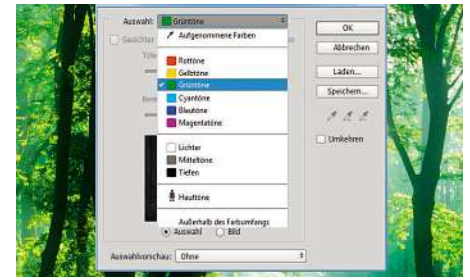 Auswahl: Grüntöne
Aufgenommene Farben
Rottöne
Gelbtöne
Grüntöne
Cyantöne
Blautöne
Magentatöne
Lichter
Mitteltöne
Tiefen
Hauttöne
Außerhalb des Farbumfangs
Auswahl Bild
Auswahlvorschau: Ohne
OK
Abbrechen
Laden...
Speichern...
Umkehren